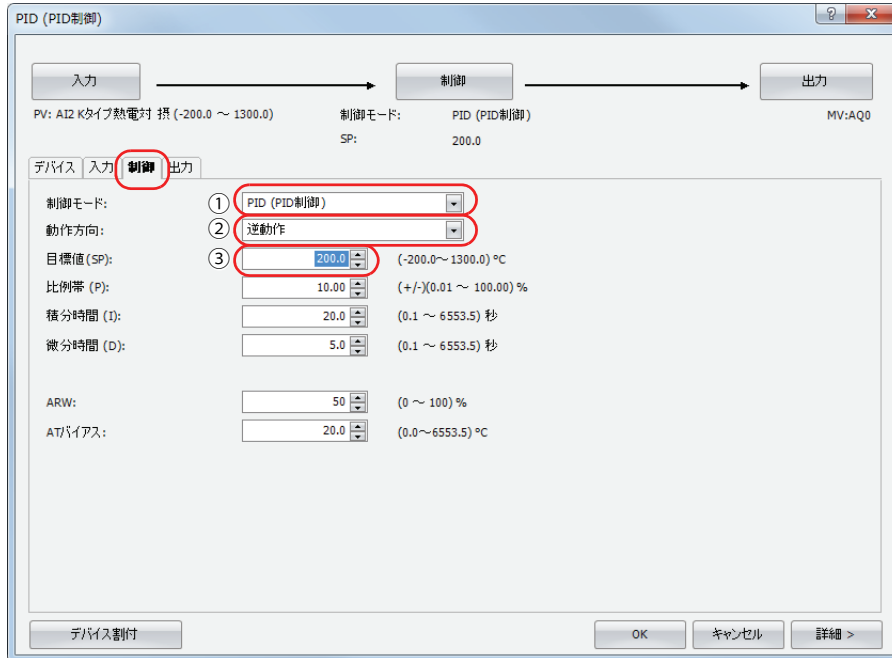 PID (PID制御)
入力 制御 出力
PV: AI2 Kタイプ熱電対 摂 (-200.0 ～ 1300.0) 制御モード: PID (PID制御) MV:AQ0
SP: 200.0
デバイス 入力 制御 出力
制御モード: ① PID (PID制御)
動作方向: ② 逆動作
目標値(SP): ③ 200.0 (-200.0～1300.0) °C
比例帯 (P): 10.00 (+/-)(0.01 ～ 100.00) %
積分時間 (I): 20.0 (0.1 ～ 6553.5) 秒
微分時間 (D): 5.0 (0.1 ～ 6553.5) 秒
ARW: 50 (0 ～ 100) %
ATバイアス: 20.0 (0.0～6553.5) °C
デバイス割付 OK キャンセル 詳細 >